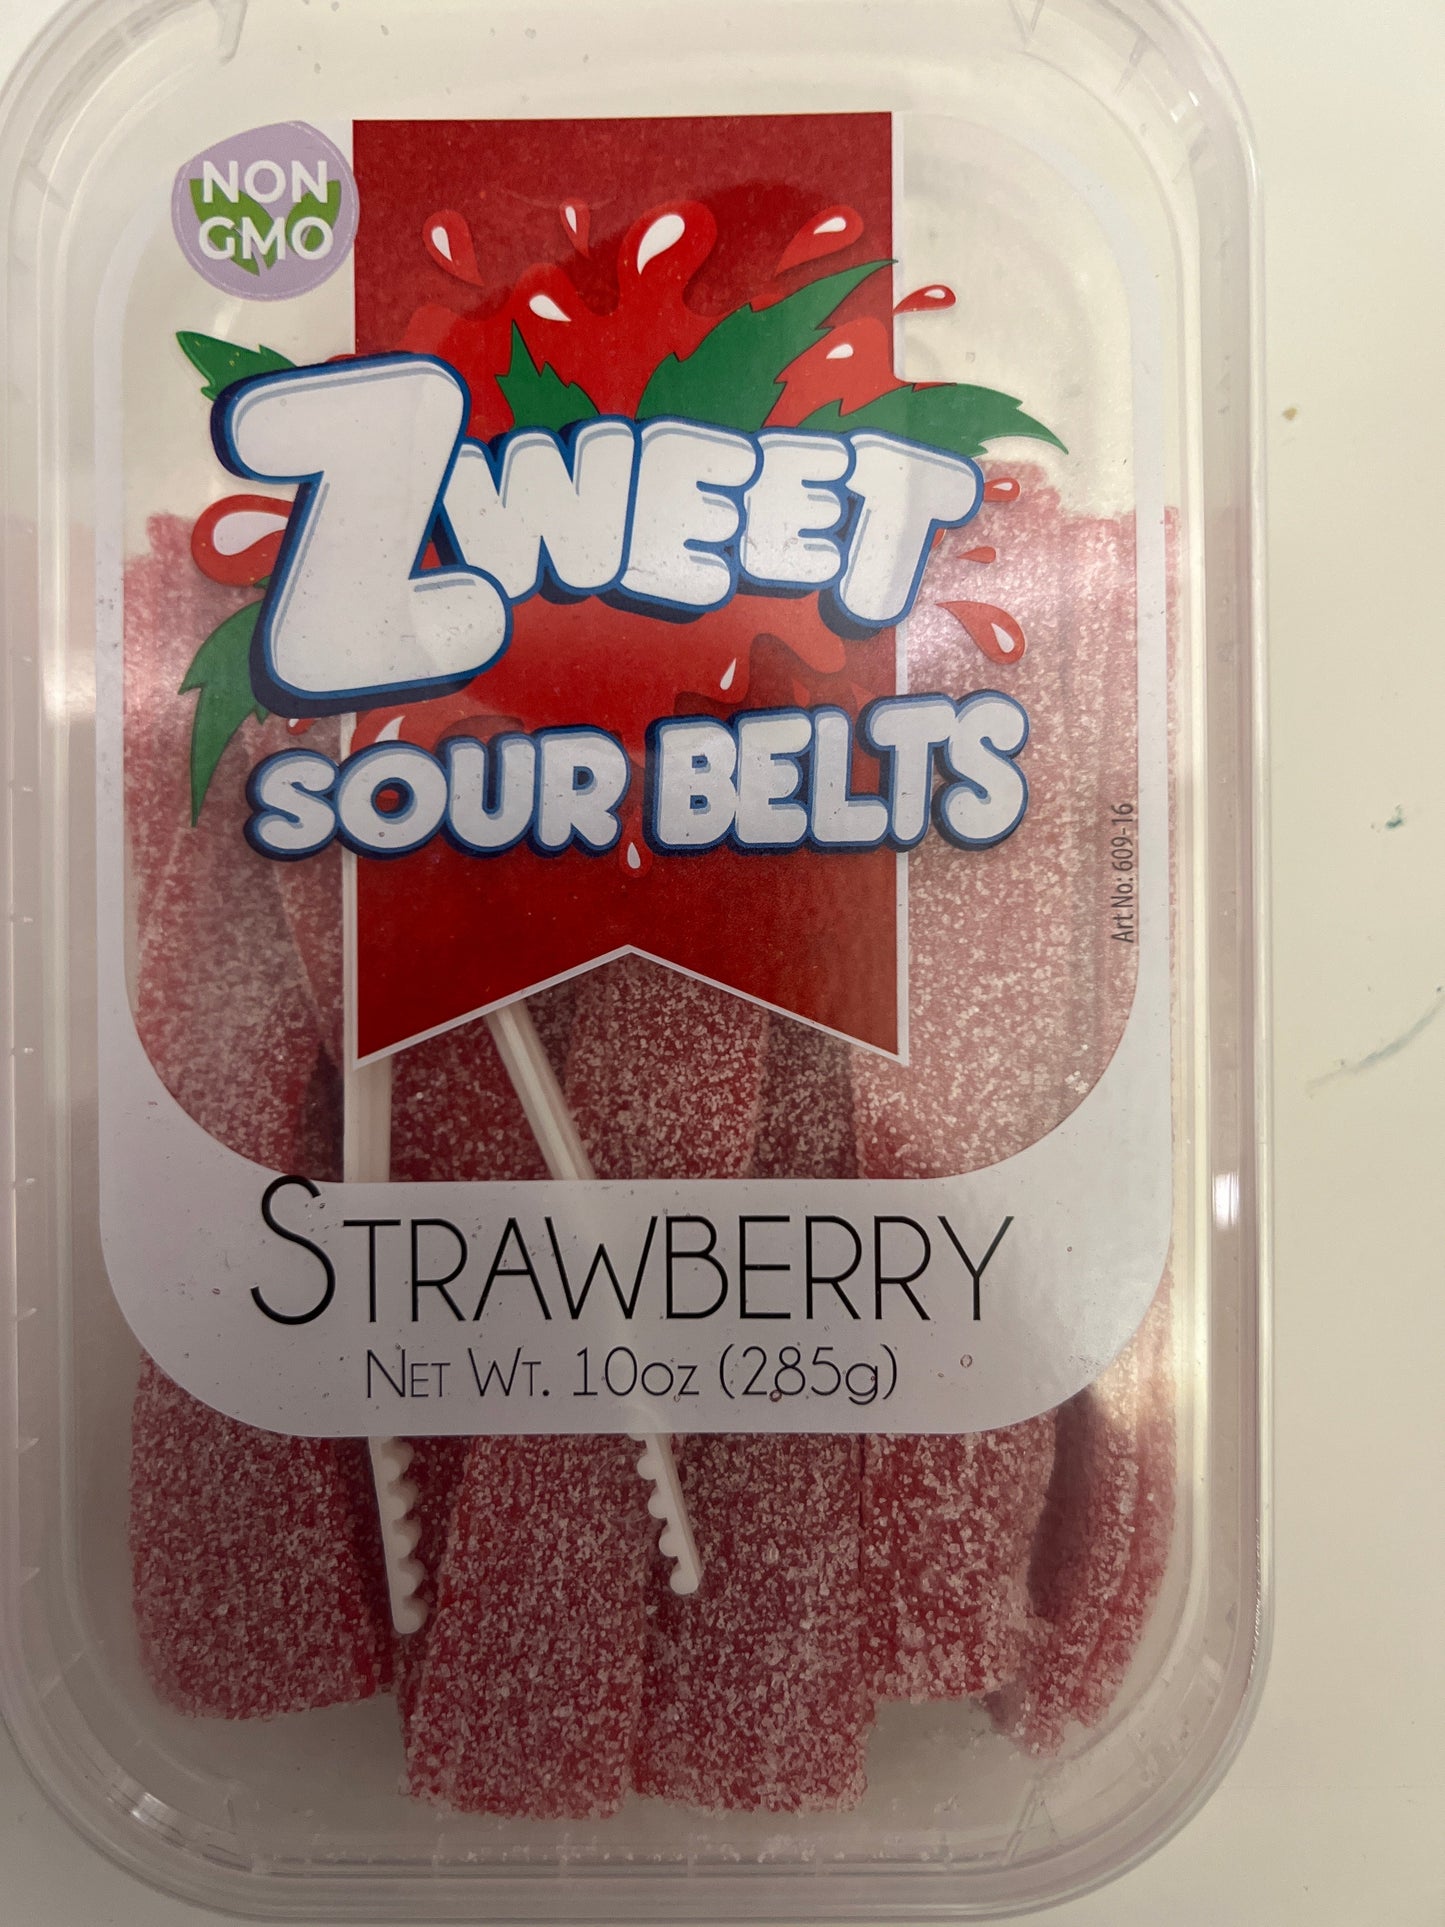 NON
GMO
ZWEET
SOUR BELTS
Art No: 609-16
STRAWBERRY
NET WT. 10oz (285g)